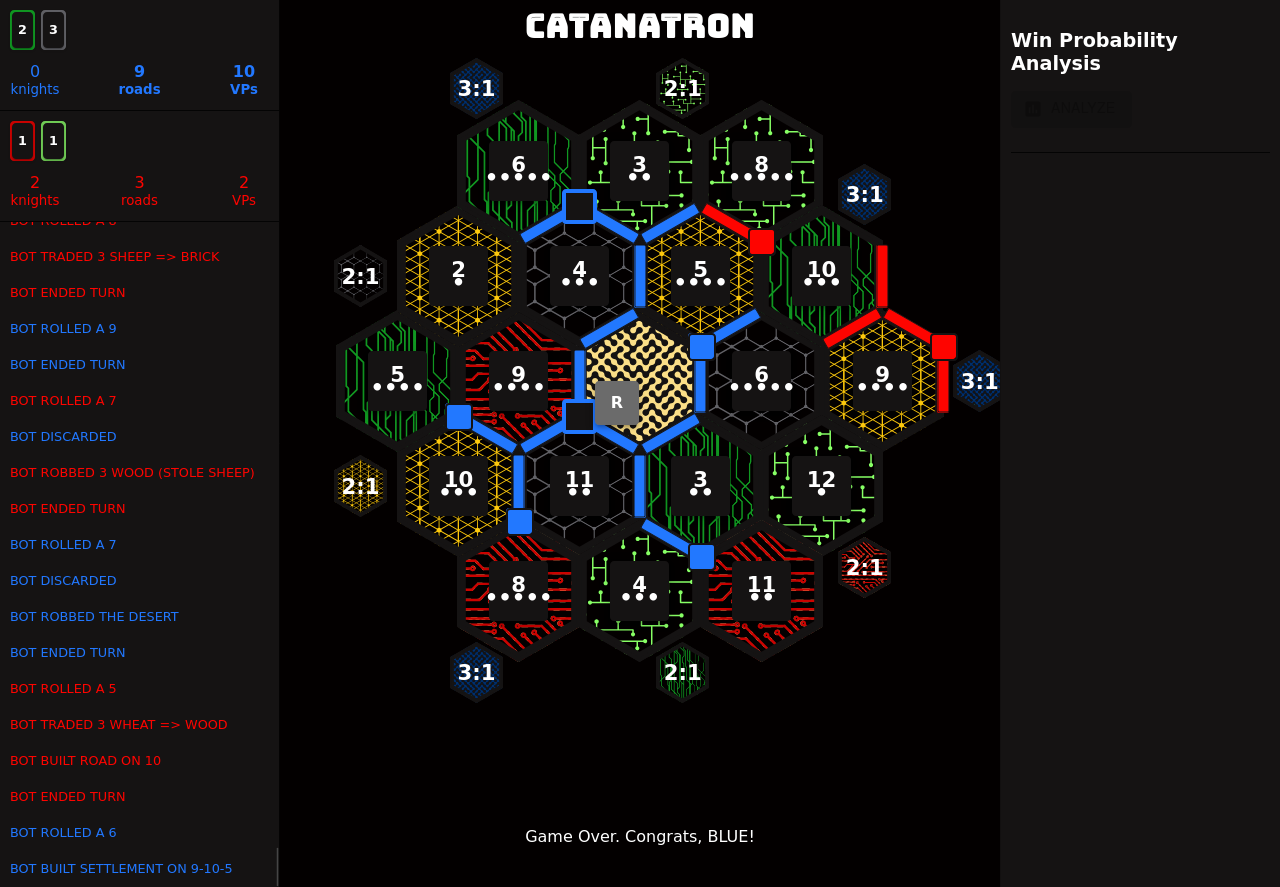 CATANATRON
2 3
0 9 10
knights roads VPs
1 1
2 3 2
knights roads VPs
BOT TRADED 3 SHEEP => BRICK
BOT ENDED TURN
BOT ROLLED A 9
BOT ENDED TURN
BOT ROLLED A 7
BOT DISCARDED
BOT ROBBED 3 WOOD (STOLE SHEEP)
BOT ENDED TURN
BOT ROLLED A 7
BOT DISCARDED
BOT ROBBED THE DESERT
BOT ENDED TURN
BOT ROLLED A 5
BOT TRADED 3 WHEAT => WOOD
BOT BUILT ROAD ON 10
BOT ENDED TURN
BOT ROLLED A 6
BOT BUILT SETTLEMENT ON 9-10-5
3:1 2:1
6 3 8
3:1
2:1 2 4 5 10
5 9 R 6 9 3:1
2:1 10 11 3 12
8 4 11 2:1
3:1 2:1
Game Over. Congrats, BLUE!
Win Probability
Analysis
ANALYZE